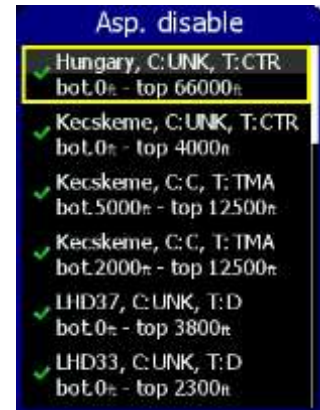 Asp. disable
Hungary, C:UNK, T:CTR
bot.0ft - top 66000ft
Kecskeme, C:UNK, T:CTR
bot.0ft - top 4000ft
Kecskeme, C:C, T:TMA
bot.5000ft - top 12500ft
Kecskeme, C:C, T:TMA
bot.2000ft - top 12500ft
LHD37, C:UNK, T:D
bot.0ft - top 3800ft
LHD33, C:UNK, T:D
bot.0ft - top 2300ft